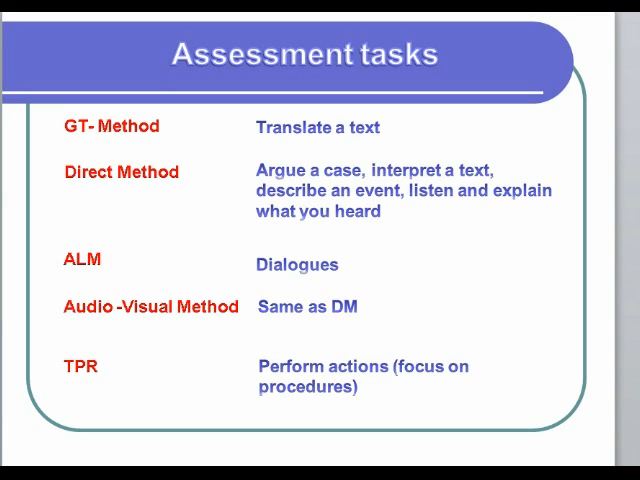 Assessment tasks
GT- Method
Translate a text
Direct Method
Argue a case, interpret a text,
describe an event, listen and explain
what you heard
ALM
Dialogues
Audio -Visual Method
Same as DM
TPR
Perform actions (focus on
procedures)